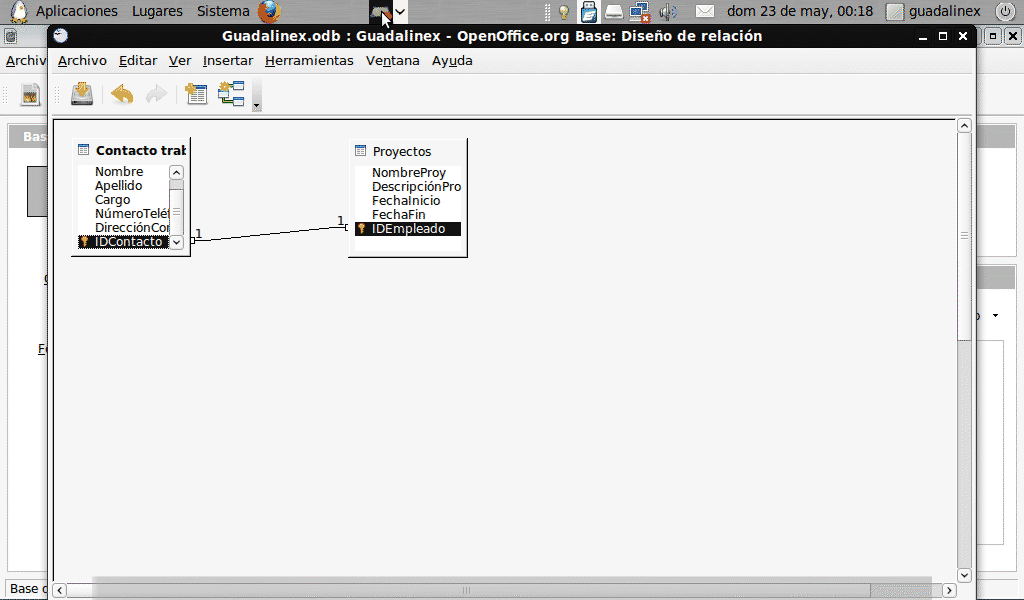 Aplicaciones Lugares Sistema dom 23 de may, 00:18 guadalinex
Guadalinex.odb : Guadalinex - OpenOffice.org Base: Diseño de relación
Archiv
Archivo Editar Ver Insertar Herramientas Ventana Ayuda
Bas
Contacto trab
Nombre
Apellido
Cargo
NúmeroTeléf
DirecciónCor
IDContacto
1
1
Proyectos
NombreProy
DescripciónPro
FechaInicio
FechaFin
IDEmpleado
Base d